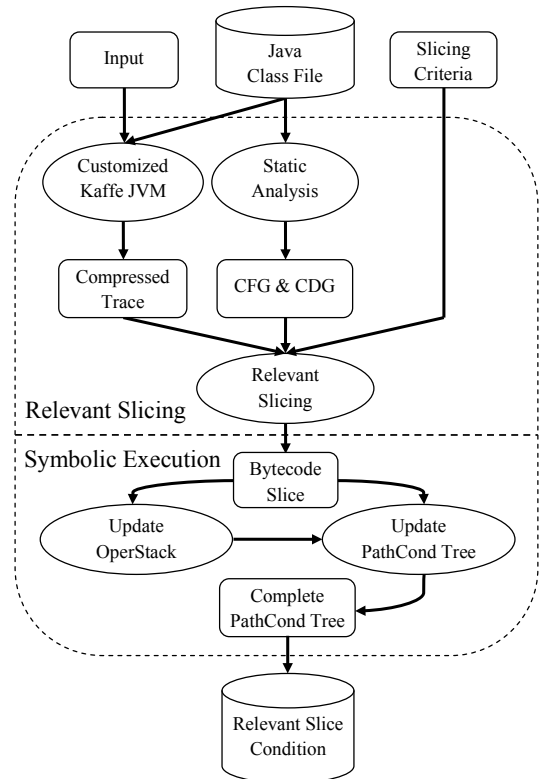 Input
Java
Class File
Slicing
Criteria
Customized
Kaffe JVM
Static
Analysis
Compressed
Trace
CFG & CDG
Relevant
Slicing
Relevant Slicing
Symbolic Execution
Bytecode
Slice
Update
OperStack
Update
PathCond Tree
Complete
PathCond Tree
Relevant Slice
Condition